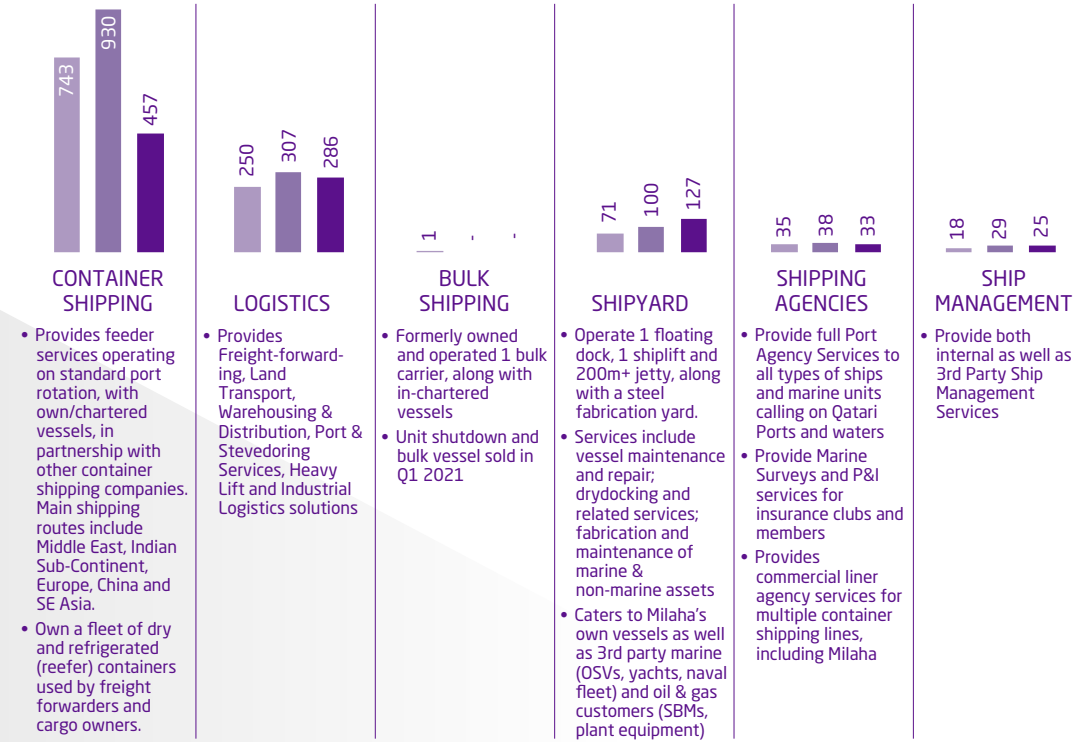 743
930
457
CONTAINER
SHIPPING
• Provides feeder
services operating
on standard port
rotation, with
own/chartered
vessels, in
partnership with
other container
shipping companies.
Main shipping
routes include
Middle East, Indian
Sub-Continent,
Europe, China and
SE Asia.
• Own a fleet of dry
and refrigerated
(reefer) containers
used by freight
forwarders and
cargo owners.
250
307
286
LOGISTICS
• Provides
Freight-forward-
ing, Land
Transport,
Warehousing &
Distribution, Port &
Stevedoring
Services, Heavy
Lift and Industrial
Logistics solutions
1
-
-
BULK
SHIPPING
• Formerly owned
and operated 1 bulk
carrier, along with
in-chartered
vessels
• Unit shutdown and
bulk vessel sold in
Q1 2021
71
100
127
SHIPYARD
• Operate 1 floating
dock, 1 shiplift and
200m+ jetty, along
with a steel
fabrication yard.
• Services include
vessel maintenance
and repair;
drydocking and
related services;
fabrication and
maintenance of
marine &
non-marine assets
• Caters to Milaha's
own vessels as well
as 3rd party marine
(OSVs, yachts, naval
fleet) and oil & gas
customers (SBMs,
plant equipment)
35
38
33
SHIPPING
AGENCIES
• Provide full Port
Agency Services to
all types of ships
and marine units
calling on Qatari
Ports and waters
• Provide Marine
Surveys and P&I
services for
insurance clubs and
members
• Provides
commercial liner
agency services for
multiple container
shipping lines,
including Milaha
18
29
25
SHIP
MANAGEMENT
• Provide both
internal as well as
3rd Party Ship
Management
Services